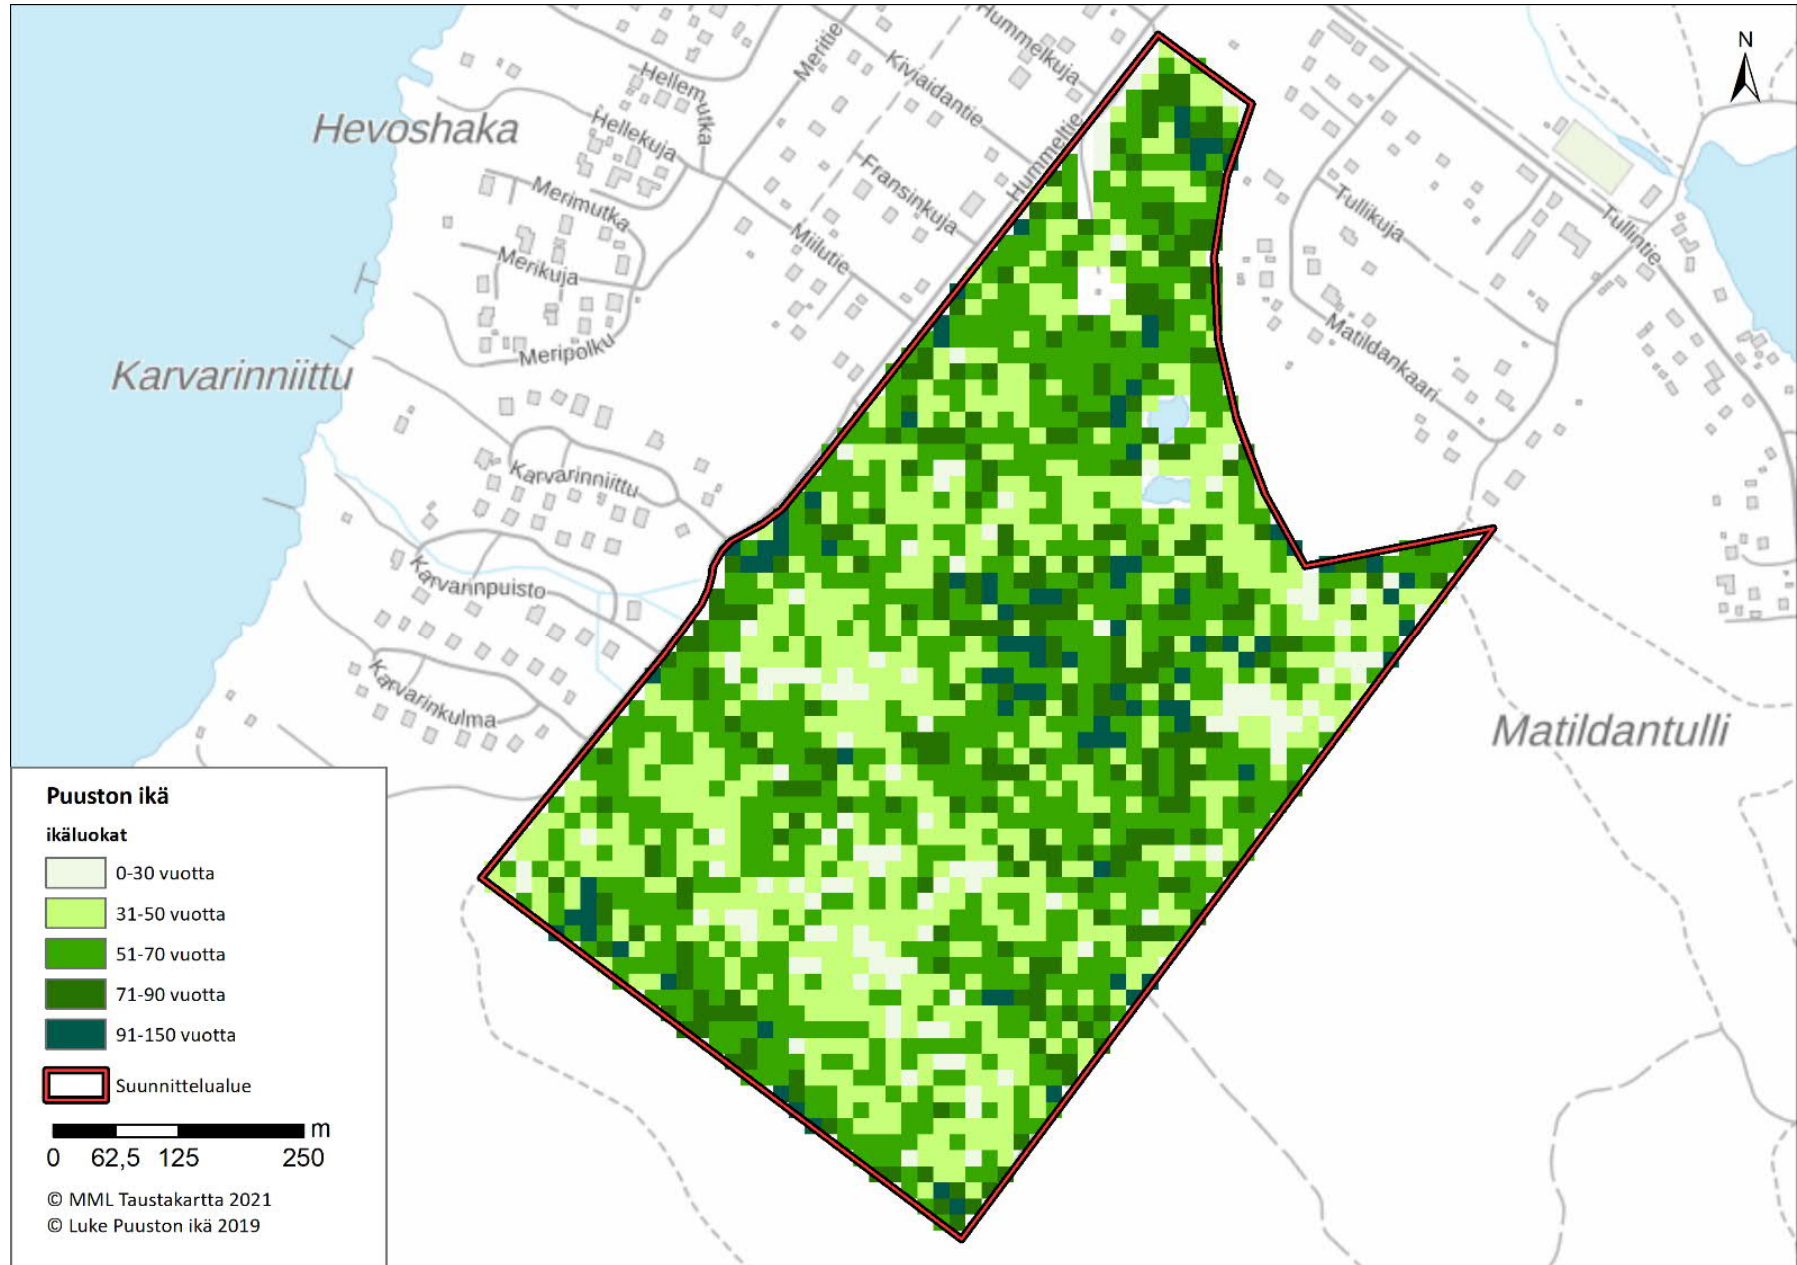 Hummelkuja
Meritie
Kiviaidantie
Hellemutka
Hevoshaka
Hellekuja
Hummeltie
N
Merimutka
Fransinkuja
Tullikuja
Tullintie
Miilutie
Merikuja
Meripolku
Matildankaari
Karvarinniittu
Karvarinniittu
Karvarinpuisto
Karvarinkulma
Matildantulli
Puuston ikä
ikäluokat
0-30 vuotta
31-50 vuotta
51-70 vuotta
71-90 vuotta
91-150 vuotta
Suunnittelualue
m
0 62,5 125 250
© MML Taustakartta 2021
© Luke Puuston ikä 2019